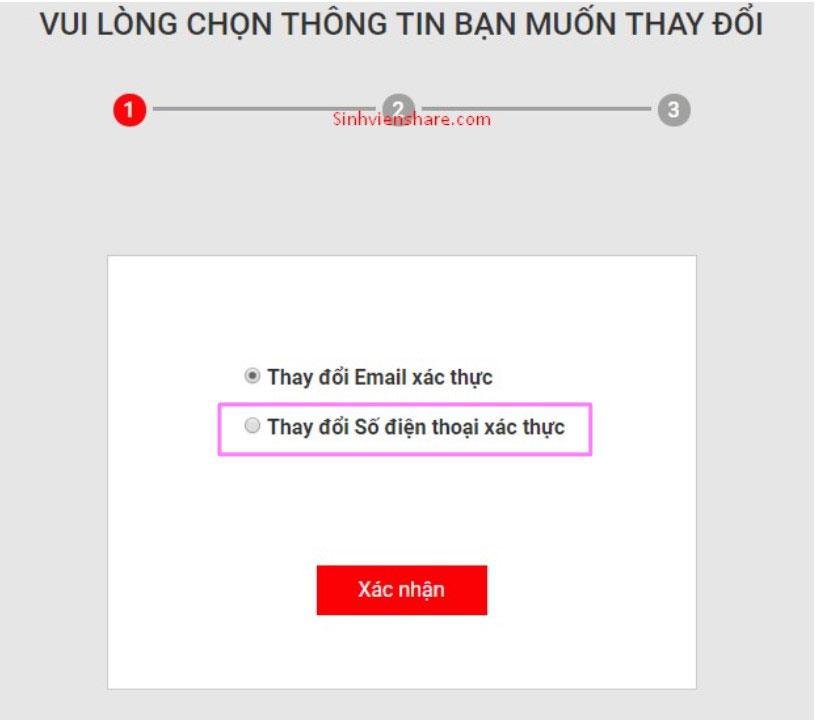 VUI LÒNG CHỌN THÔNG TIN BẠN MUỐN THAY ĐỔI
1 2 3
Sinhvienshare.com
Thay đổi Email xác thực
Thay đổi Số điện thoại xác thực
Xác nhận